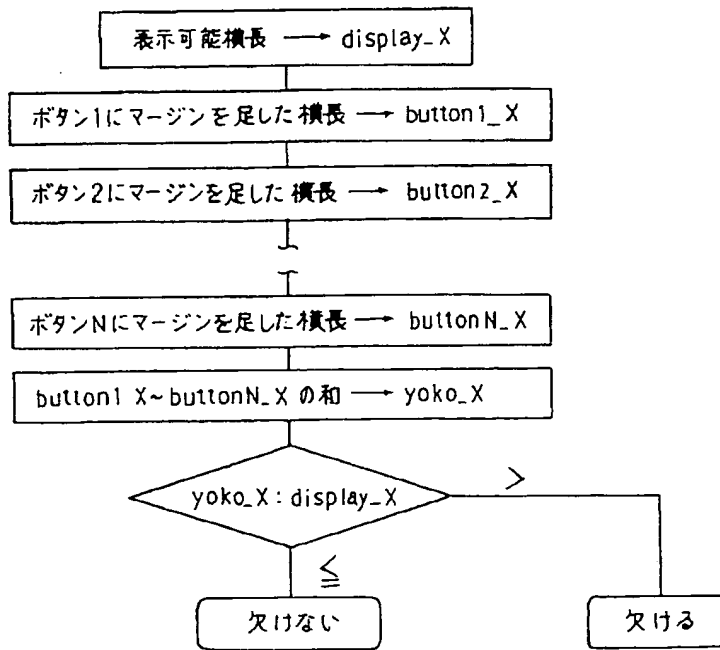 表示可能横長 → display_X
ボタン1にマージンを足した横長 → button1_X
ボタン2にマージンを足した横長 → button2_X
ボタンNにマージンを足した横長 → buttonN_X
button1 X~buttonN_X の和 → yoko_X
yoko_X : display_X
>
≦
欠けない
欠ける